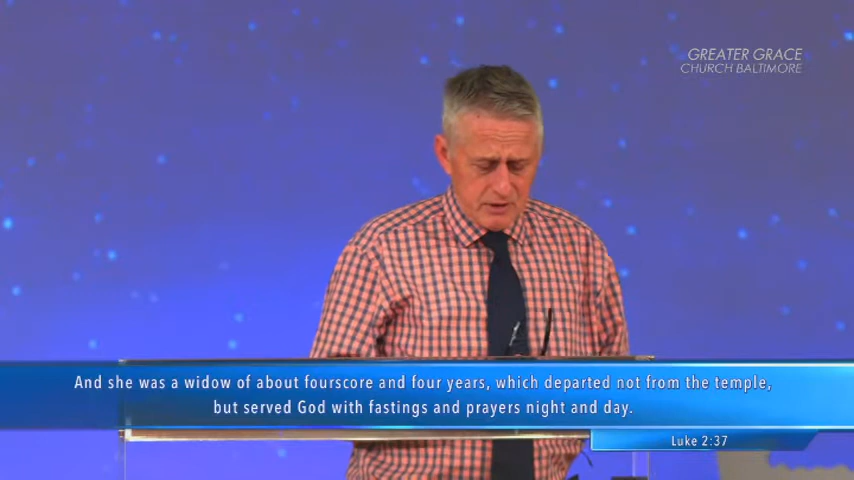 GREATER GRACE
CHURCH BALTIMORE
And she was a widow of about fourscore and four years, which departed not from the temple,
but served God with fastings and prayers night and day.
Luke 2:37